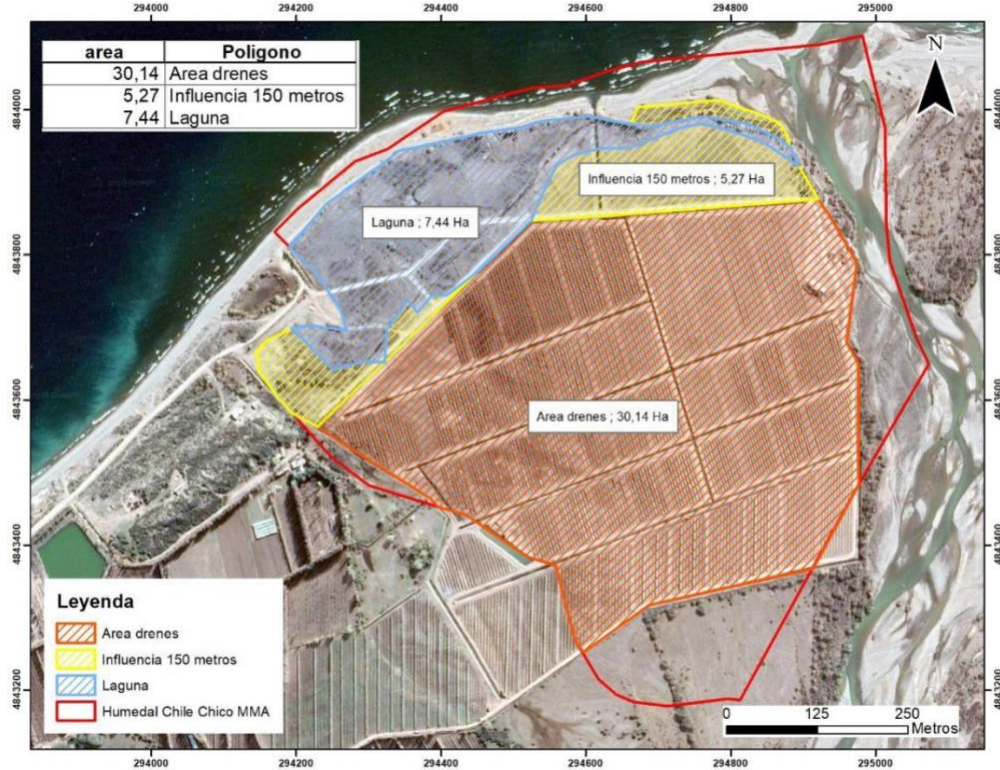 294000 294200 294400 294600 294800 295000
area Poligono
30,14 Area drenes
5,27 Influencia 150 metros
7,44 Laguna
N
4844000 4844000
Influencia 150 metros ; 5,27 Ha
Laguna ; 7,44 Ha
4843800 4843800
4843600 4843600
Area drenes ; 30,14 Ha
4843400 4843400
Leyenda
Area drenes
Influencia 150 metros
Laguna
Humedal Chile Chico MMA
4843200 4843200
0 125 250
Metros
294000 294200 294400 294600 294800 295000